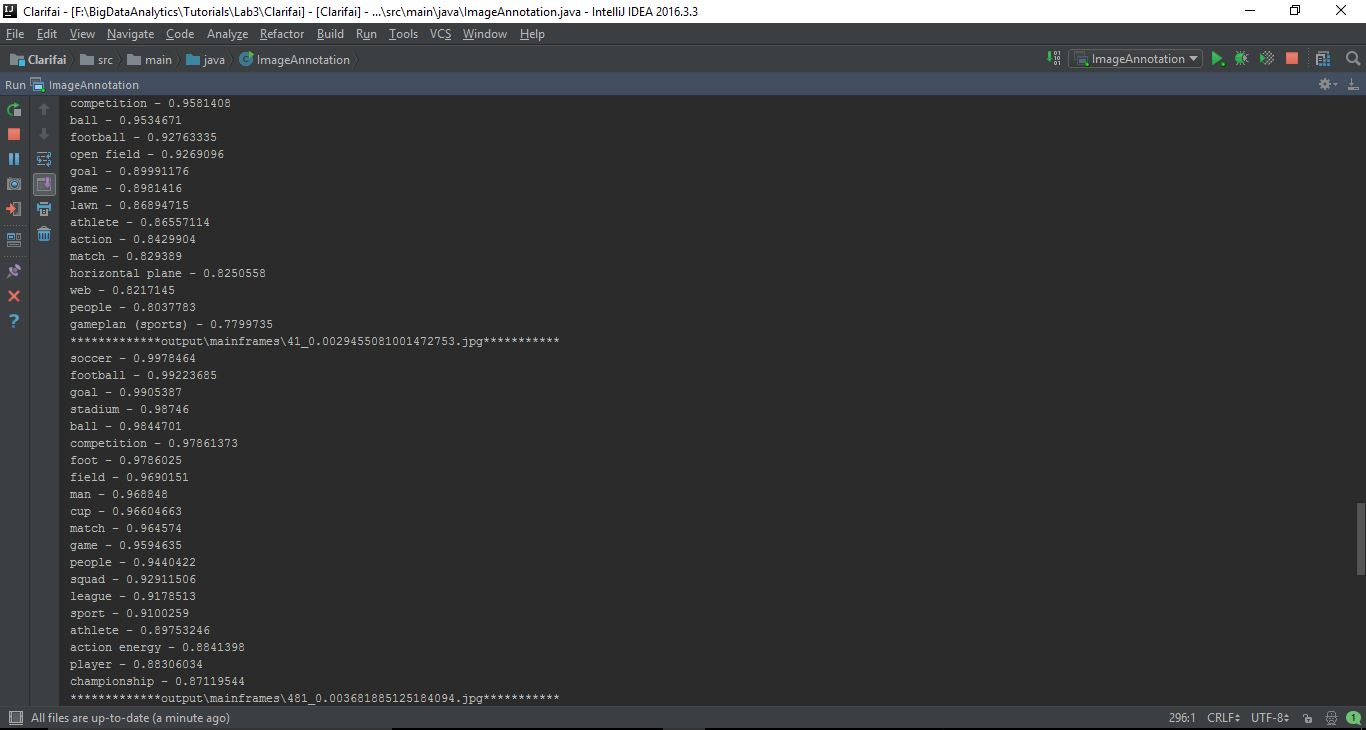 Clarifai - [F:\BigDataAnalytics\Tutorials\Lab3\Clarifai] - [Clarifai] - ...\src\main\java\ImageAnnotation.java - IntelliJ IDEA 2016.3.3
File Edit View Navigate Code Analyze Refactor Build Run Tools VCS Window Help
Clarifai src main java ImageAnnotation ImageAnnotation
Run ImageAnnotation
competition - 0.9581408
ball - 0.9534671
football - 0.92763335
open field - 0.9269096
goal - 0.89991176
game - 0.8981416
lawn - 0.86894715
athlete - 0.86557114
action - 0.8429904
match - 0.829389
horizontal plane - 0.8250558
web - 0.8217145
people - 0.8037783
gameplan (sports) - 0.7799735
*************output\mainframes\41_0.0029455081001472753.jpg***********
soccer - 0.9978464
football - 0.99223685
goal - 0.9905387
stadium - 0.98746
ball - 0.9844701
competition - 0.97861373
foot - 0.9786025
field - 0.9690151
man - 0.968848
cup - 0.96604663
match - 0.964574
game - 0.9594635
people - 0.9440422
squad - 0.92911506
league - 0.9178513
sport - 0.9100259
athlete - 0.89753246
action energy - 0.8841398
player - 0.88306034
championship - 0.87119544
*************output\mainframes\481_0.003681885125184094.jpg***********
All files are up-to-date (a minute ago) 296:1 CRLF UTF-8 1